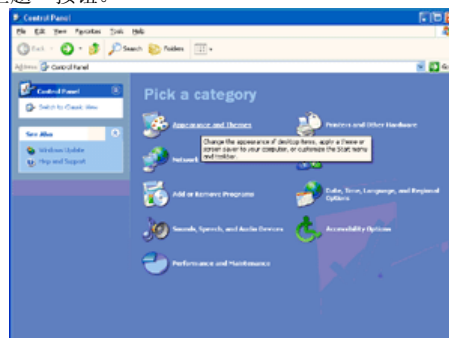 Control Panel
File Edit View Favorites Tools Help
Back Search Folders
Address Control Panel Go
Control Panel
Switch to Classic View
See Also
Windows Update
Help and Support
Pick a category
Appearance and Themes
Printers and Other Hardware
Change the appearance of desktop items, apply a theme or
screen saver to your computer, or customize the Start menu
and taskbar.
Network
Add or Remove Programs
Date, Time, Language, and Regional
Options
Sounds, Speech, and Audio Devices
Accessibility Options
Performance and Maintenance